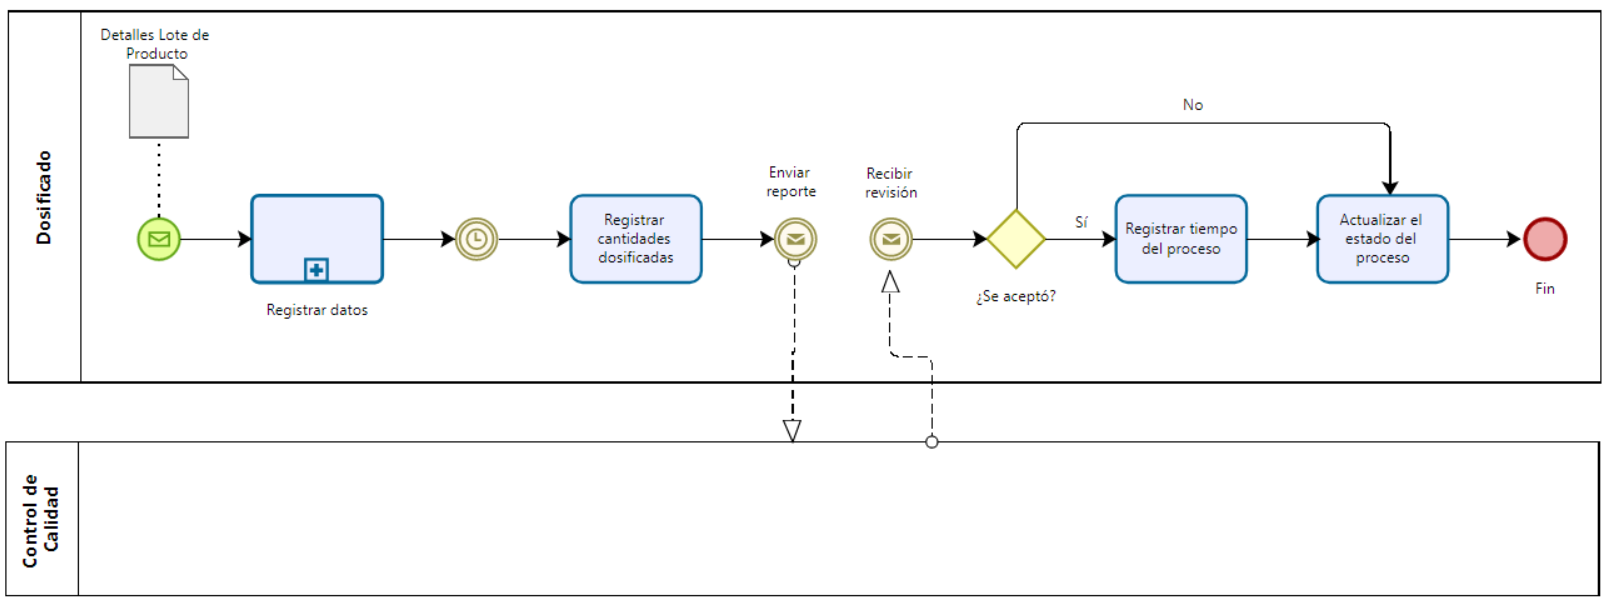 Detalles Lote de
Producto
Dosificado
Registrar datos
Registrar
cantidades
dosificadas
Enviar
reporte
Recibir
revisión
¿Se aceptó?
No
Sí
Registrar tiempo
del proceso
Actualizar el
estado del
proceso
Fin
Control de
Calidad